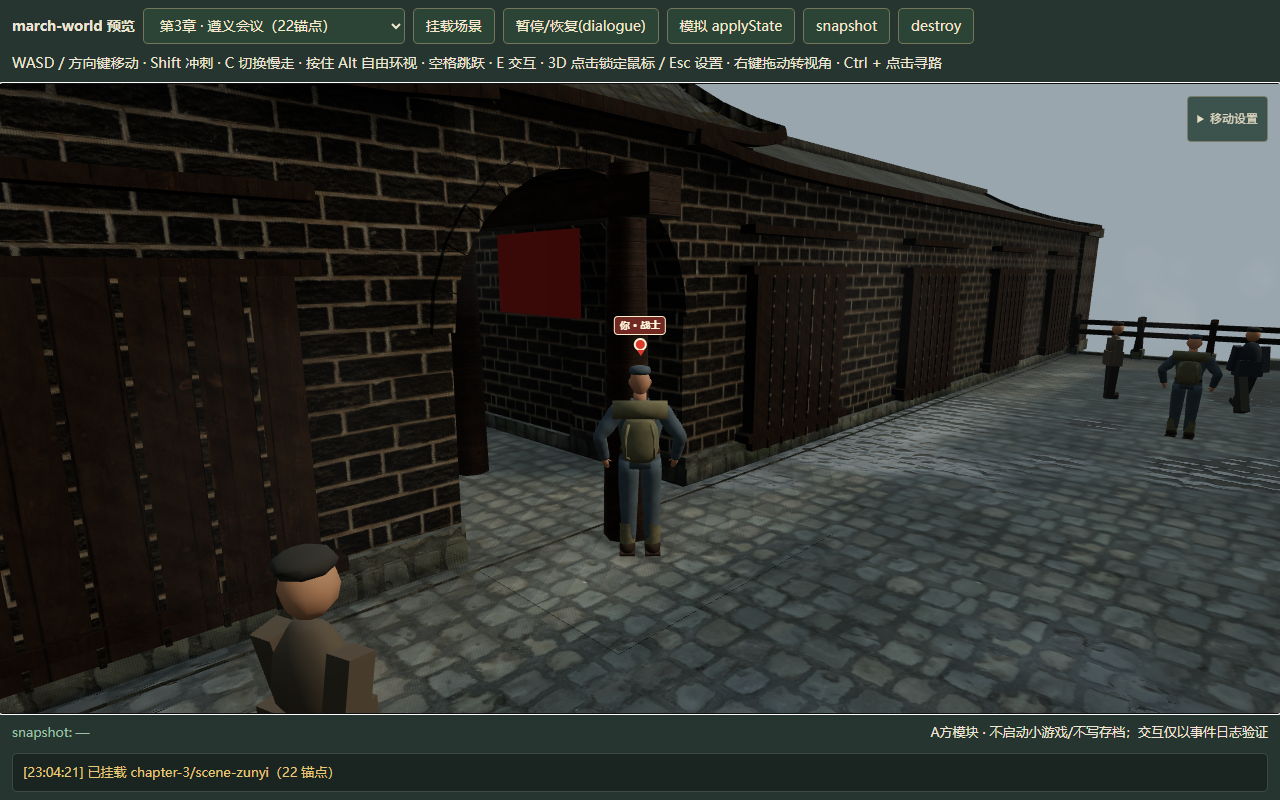 march-world 预览
第3章 · 遵义会议（22锚点）
挂载场景
暂停/恢复(dialogue)
模拟 applyState
snapshot
destroy
WASD / 方向键移动 · Shift 冲刺 · C 切换慢走 · 按住 Alt 自由环视 · 空格跳跃 · E 交互 · 3D 点击锁定鼠标 / Esc 设置 · 右键拖动转视角 · Ctrl + 点击寻路
▶ 移动设置
你 · 战士
snapshot: —
A方模块 · 不启动小游戏/不写存档；交互仅以事件日志验证
[23:04:21] 已挂载 chapter-3/scene-zunyi（22 锚点）